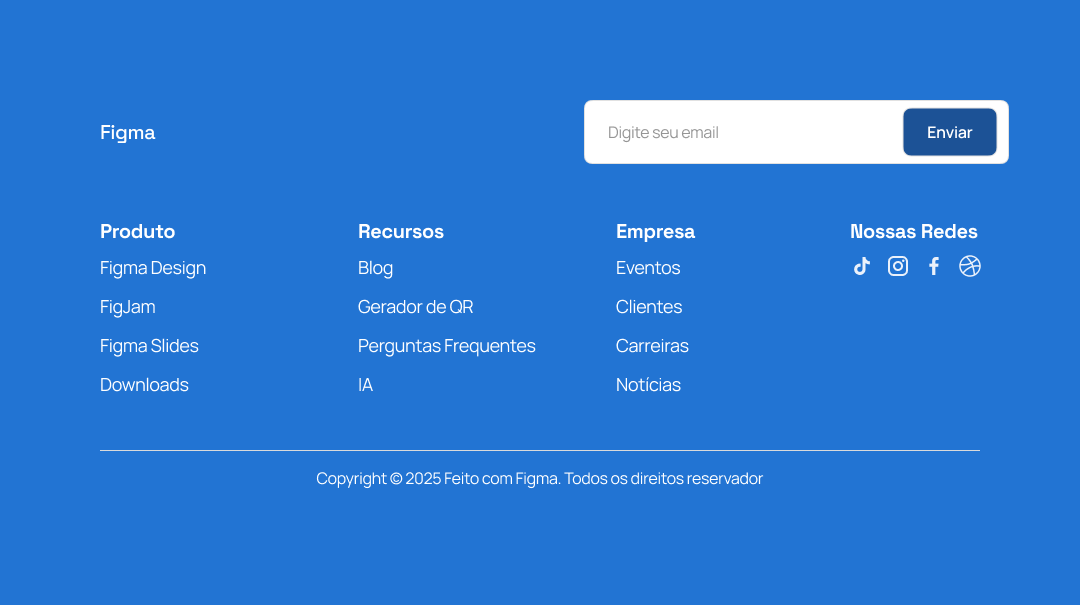 Figma
Digite seu email
Enviar
Produto
Figma Design
FigJam
Figma Slides
Downloads
Recursos
Blog
Gerador de QR
Perguntas Frequentes
IA
Empresa
Eventos
Clientes
Carreiras
Notícias
Nossas Redes
Copyright © 2025 Feito com Figma. Todos os direitos reservador